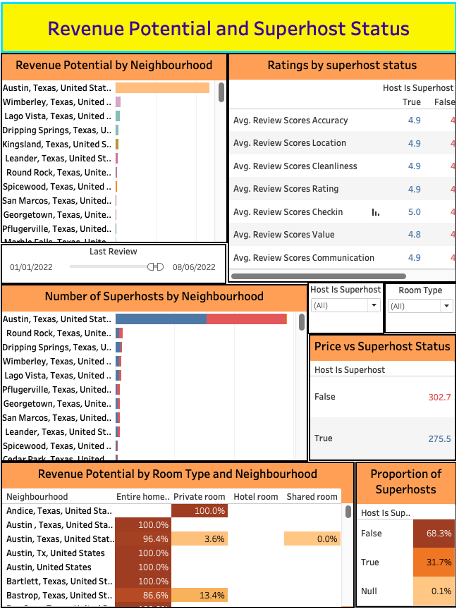 Revenue Potential and Superhost Status
Revenue Potential by Neighbourhood
Austin, Texas, United Stat..
Wimberley, Texas, United ..
Lago Vista, Texas, United ..
Dripping Springs, Texas, U..
Kingsland, Texas, United S..
Leander, Texas, United St..
Round Rock, Texas, Unite..
Spicewood, Texas, United ..
San Marcos, Texas, United..
Georgetown, Texas, Unite..
Pflugerville, Texas, United..
Marble Falls, Texas, Unite
Last Review
01/01/2022 08/06/2022
Ratings by superhost status
Host Is Superhost
True False
Avg. Review Scores Accuracy 4.9 4
Avg. Review Scores Location 4.9 4
Avg. Review Scores Cleanliness 4.9 4
Avg. Review Scores Rating 4.9 4
Avg. Review Scores Checkin 5.0 4
Avg. Review Scores Value 4.8 4
Avg. Review Scores Communication 4.9 4
Number of Superhosts by Neighbourhood
Austin, Texas, United Stat..
Round Rock, Texas, Unite..
Dripping Springs, Texas, U..
Wimberley, Texas, United ..
Lago Vista, Texas, United ..
Pflugerville, Texas, United..
Georgetown, Texas, Unite..
San Marcos, Texas, United..
Leander, Texas, United St..
Spicewood, Texas, United ..
Cedar Park, Texas, United
Host Is Superhost
(All)
Room Type
(All)
Price vs Superhost Status
Host Is Superhost
False 302.7
True 275.5
Revenue Potential by Room Type and Neighbourhood
Neighbourhood Entire home.. Private room Hotel room Shared room
Andice, Texas, United Sta.. 100.0%
Austin , Texas, United Sta.. 100.0%
Austin, Texas, United Stat.. 96.4% 3.6% 0.0%
Austin, Tx, United States 100.0%
Austin, United States 100.0%
Bartlett, Texas, United St.. 100.0%
Bastrop, Texas, United St.. 86.6% 13.4%
Proportion of
Superhosts
Host Is Sup..
False 68.3%
True 31.7%
Null 0.1%